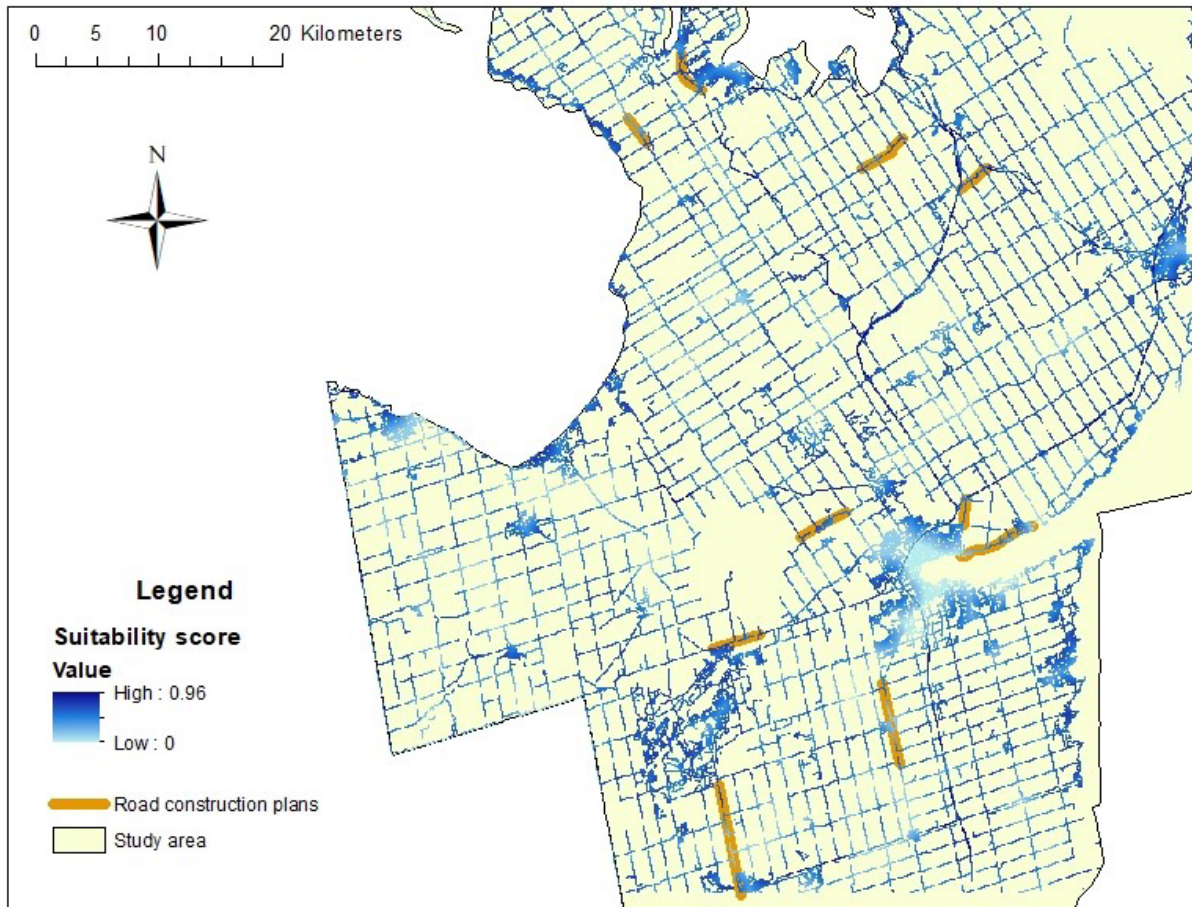 0 5 10 20 Kilometers
N
Legend
Suitability score
Value
High : 0.96
Low : 0
Road construction plans
Study area